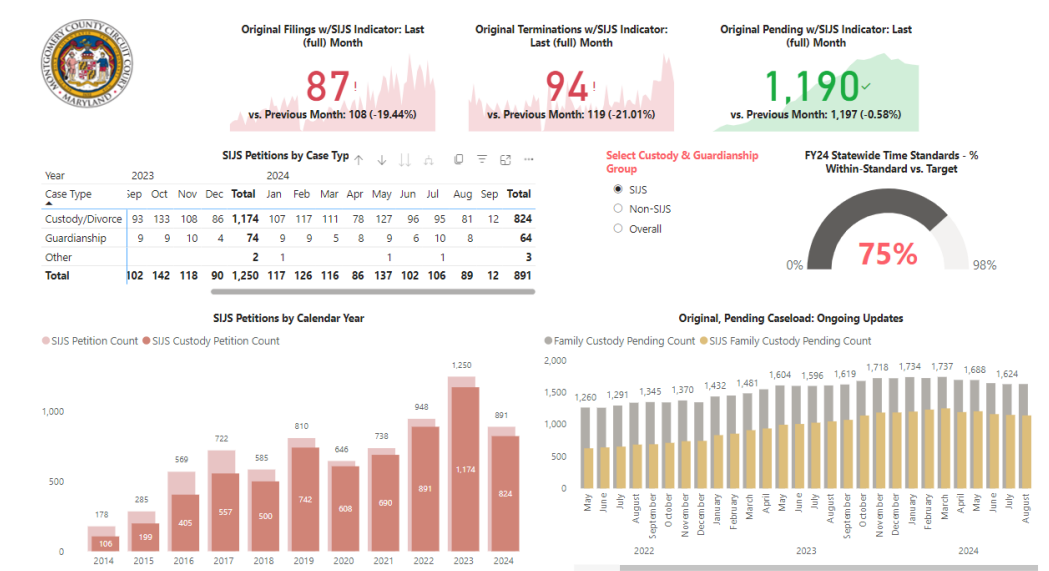 MONTGOMERY COUNTY CIRCUIT COURT
MARYLAND
Original Filings w/SIJS Indicator: Last
(full) Month
87!
vs. Previous Month: 108 (-19.44%)
Original Terminations w/SIJS Indicator:
Last (full) Month
94!
vs. Previous Month: 119 (-21.01%)
Original Pending w/SIJS Indicator: Last
(full) Month
1,190
vs. Previous Month: 1,197 (-0.58%)
SIJS Petitions by Case Typ
Year 2023 2024
Case Type Sep Oct Nov Dec Total Jan Feb Mar Apr May Jun Jul Aug Sep Total
Custody/Divorce 93 133 108 86 1,174 107 117 111 78 127 96 95 81 12 824
Guardianship 9 9 10 4 74 9 9 5 8 9 6 10 8 64
Other 2 1 1 1 3
Total 102 142 118 90 1,250 117 126 116 86 137 102 106 89 12 891
Select Custody & Guardianship
Group
SIJS
Non-SIJS
Overall
FY24 Statewide Time Standards - %
Within-Standard vs. Target
75%
0% 98%
SIJS Petitions by Calendar Year
SIJS Petition Count SIJS Custody Petition Count
1,000
500
0
178 285 569 722 585 810 646 738 948 1,250 891
106 199 405 557 500 742 608 690 891 1,174 824
2014 2015 2016 2017 2018 2019 2020 2021 2022 2023 2024
Original, Pending Caseload: Ongoing Updates
Family Custody Pending Count SIJS Family Custody Pending Count
2,000
1,500
1,000
500
0
1,260 1,291 1,345 1,370 1,432 1,481 1,604 1,596 1,619 1,718 1,734 1,737 1,688 1,624
May June July August September October November December January February March April May June July August September October November December January February March April May June July August
2022 2023 2024